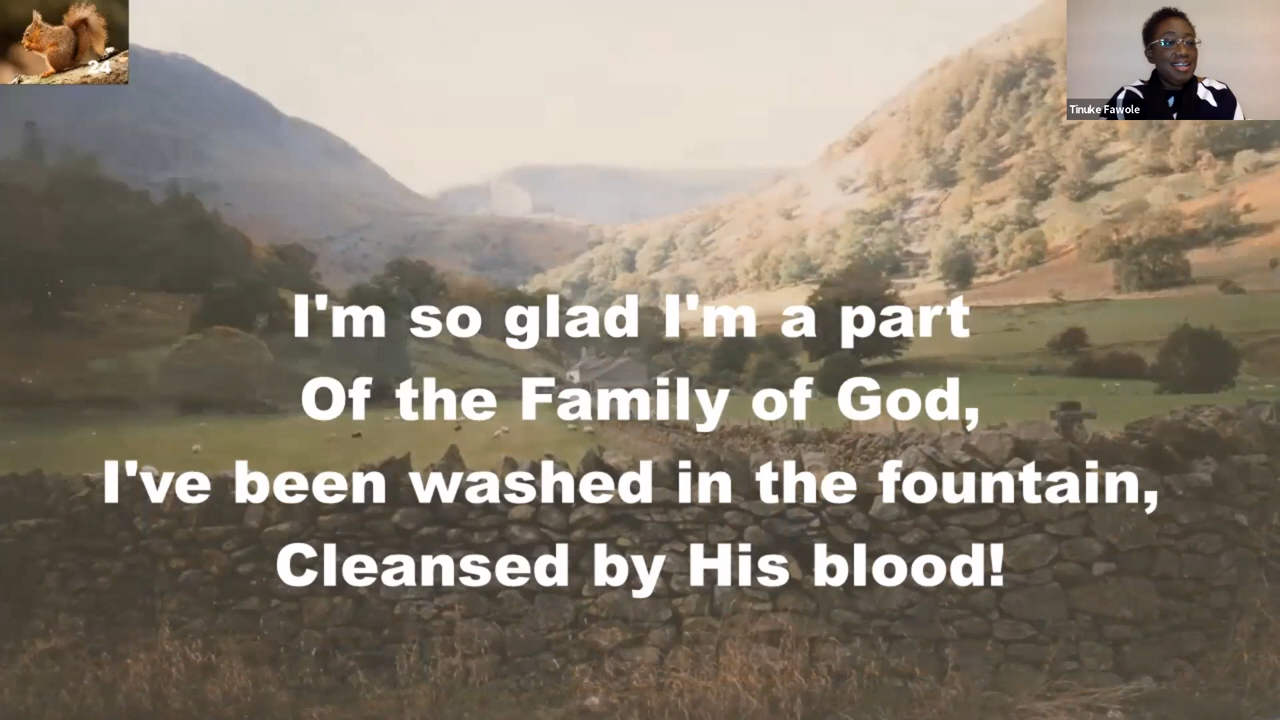 24
Tinuke Fawole
I'm so glad I'm a part
Of the Family of God,
I've been washed in the fountain,
Cleansed by His blood!